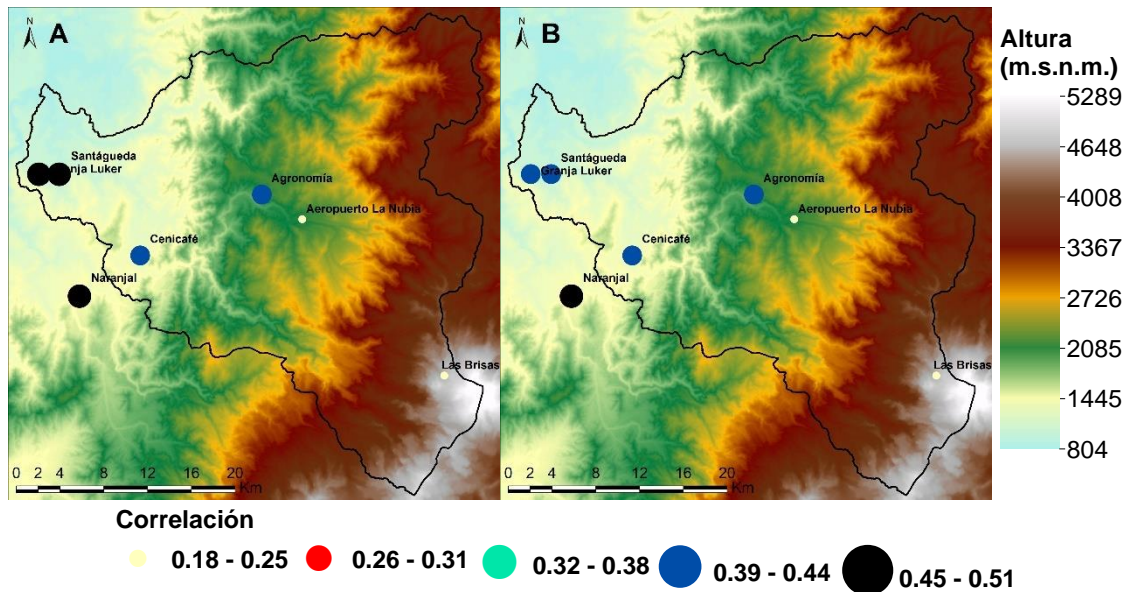 N
A
Santágueda
nja Luker
Agronomía
Aeropuerto La Nubia
Cenicafé
Naranjal
Las Brisas
0 2 4 8 12 16 20
Km
N
B
Santágueda
Granja Luker
Agronomía
Aeropuerto La Nubia
Cenicafé
Naranjal
Las Brisas
0 2 4 8 12 16 20
Km
Altura
(m.s.n.m.)
5289
4648
4008
3367
2726
2085
1445
804
Correlación
0.18 - 0.25
0.26 - 0.31
0.32 - 0.38
0.39 - 0.44
0.45 - 0.51